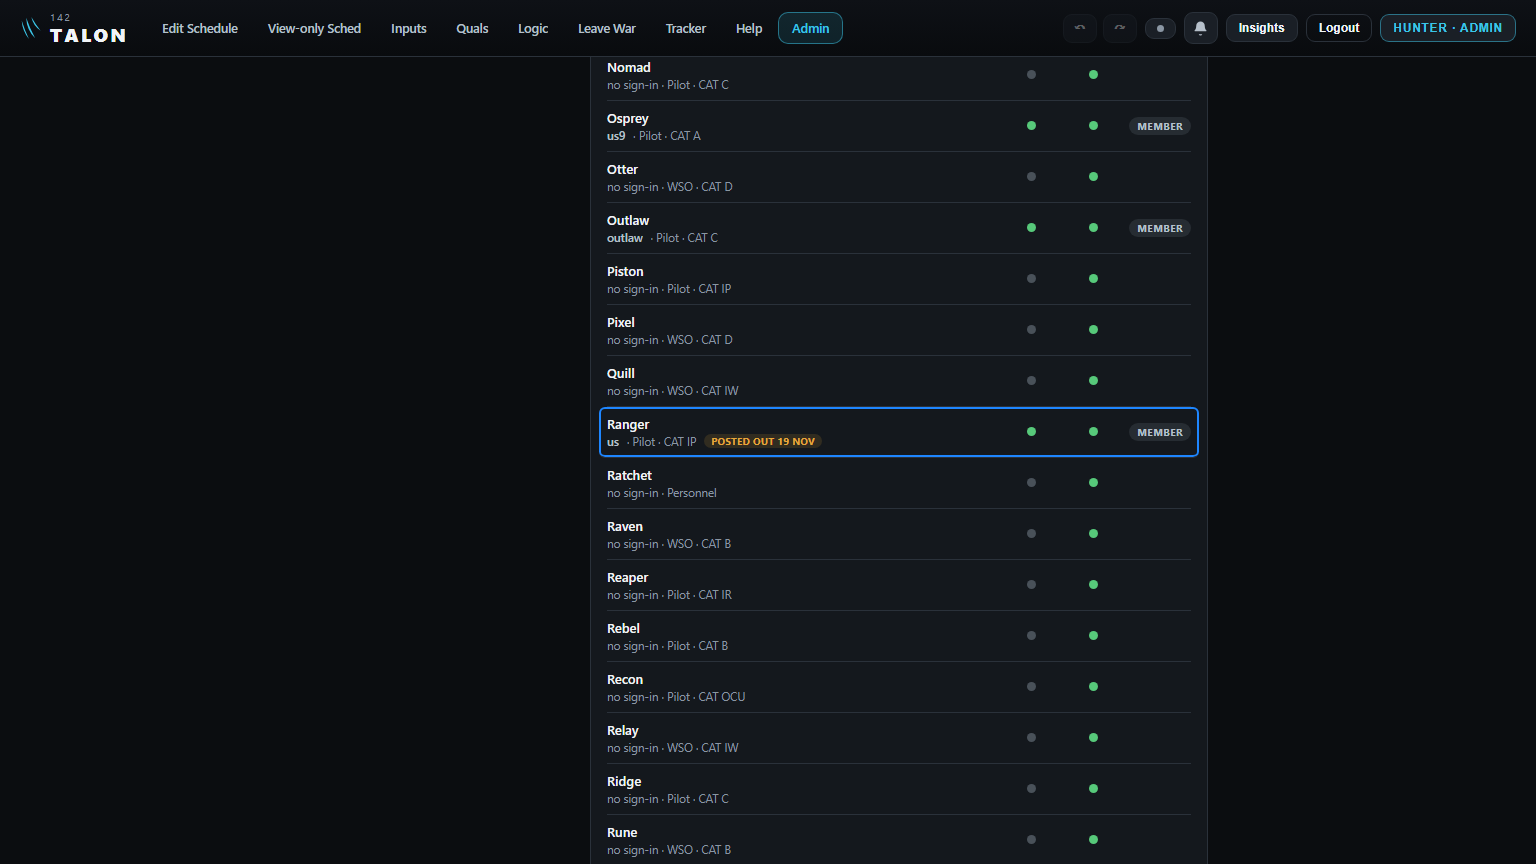 142
TALON
Edit Schedule
View-only Sched
Inputs
Quals
Logic
Leave War
Tracker
Help
Admin
Insights
Logout
HUNTER · ADMIN
Nomad
no sign-in · Pilot · CAT C
Osprey
us9 · Pilot · CAT A
MEMBER
Otter
no sign-in · WSO · CAT D
Outlaw
outlaw · Pilot · CAT C
MEMBER
Piston
no sign-in · Pilot · CAT IP
Pixel
no sign-in · WSO · CAT D
Quill
no sign-in · WSO · CAT IW
Ranger
us · Pilot · CAT IP POSTED OUT 19 NOV
MEMBER
Ratchet
no sign-in · Personnel
Raven
no sign-in · WSO · CAT B
Reaper
no sign-in · Pilot · CAT IR
Rebel
no sign-in · Pilot · CAT B
Recon
no sign-in · Pilot · CAT OCU
Relay
no sign-in · WSO · CAT IW
Ridge
no sign-in · Pilot · CAT C
Rune
no sign-in · WSO · CAT B